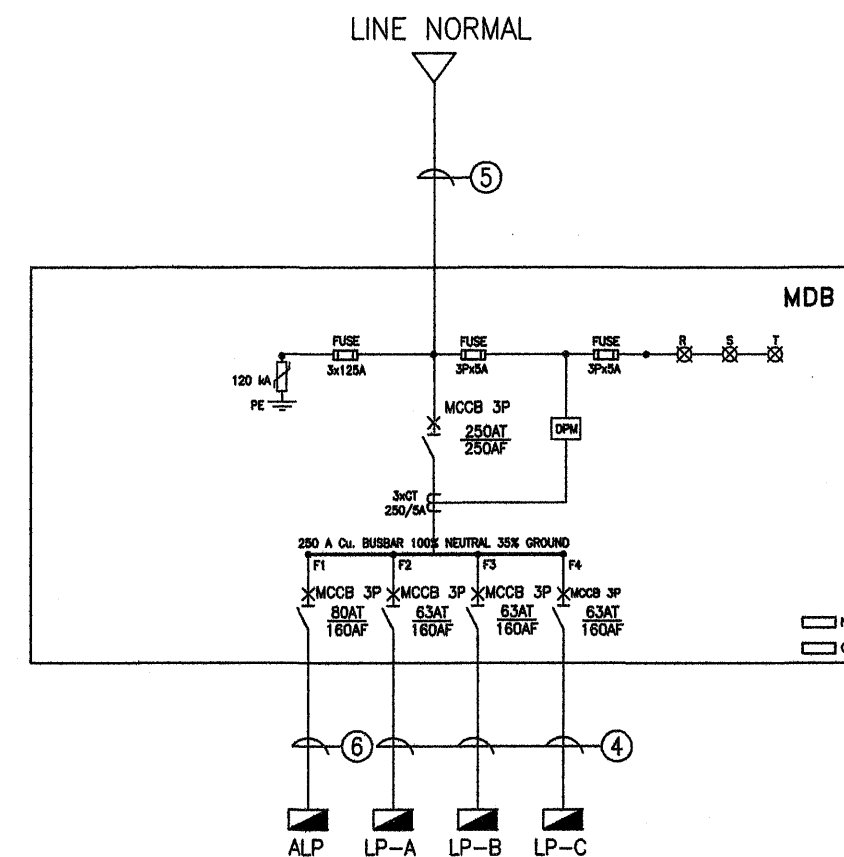 LINE NORMAL
5
MDB
FUSE
3x125A
FUSE
3Px5A
FUSE
3Px5A
R S T
120 kA
PE
MCCB 3P
250AT
250AF
DPM
3xCT
250/5A
250 A Cu. BUSBAR 100% NEUTRAL 35% GROUND
F1 F2 F3 F4
MCCB 3P MCCB 3P MCCB 3P MCCB 3P
80AT 63AT 63AT 63AT
160AF 160AF 160AF 160AF
6 4
ALP LP-A LP-B LP-C